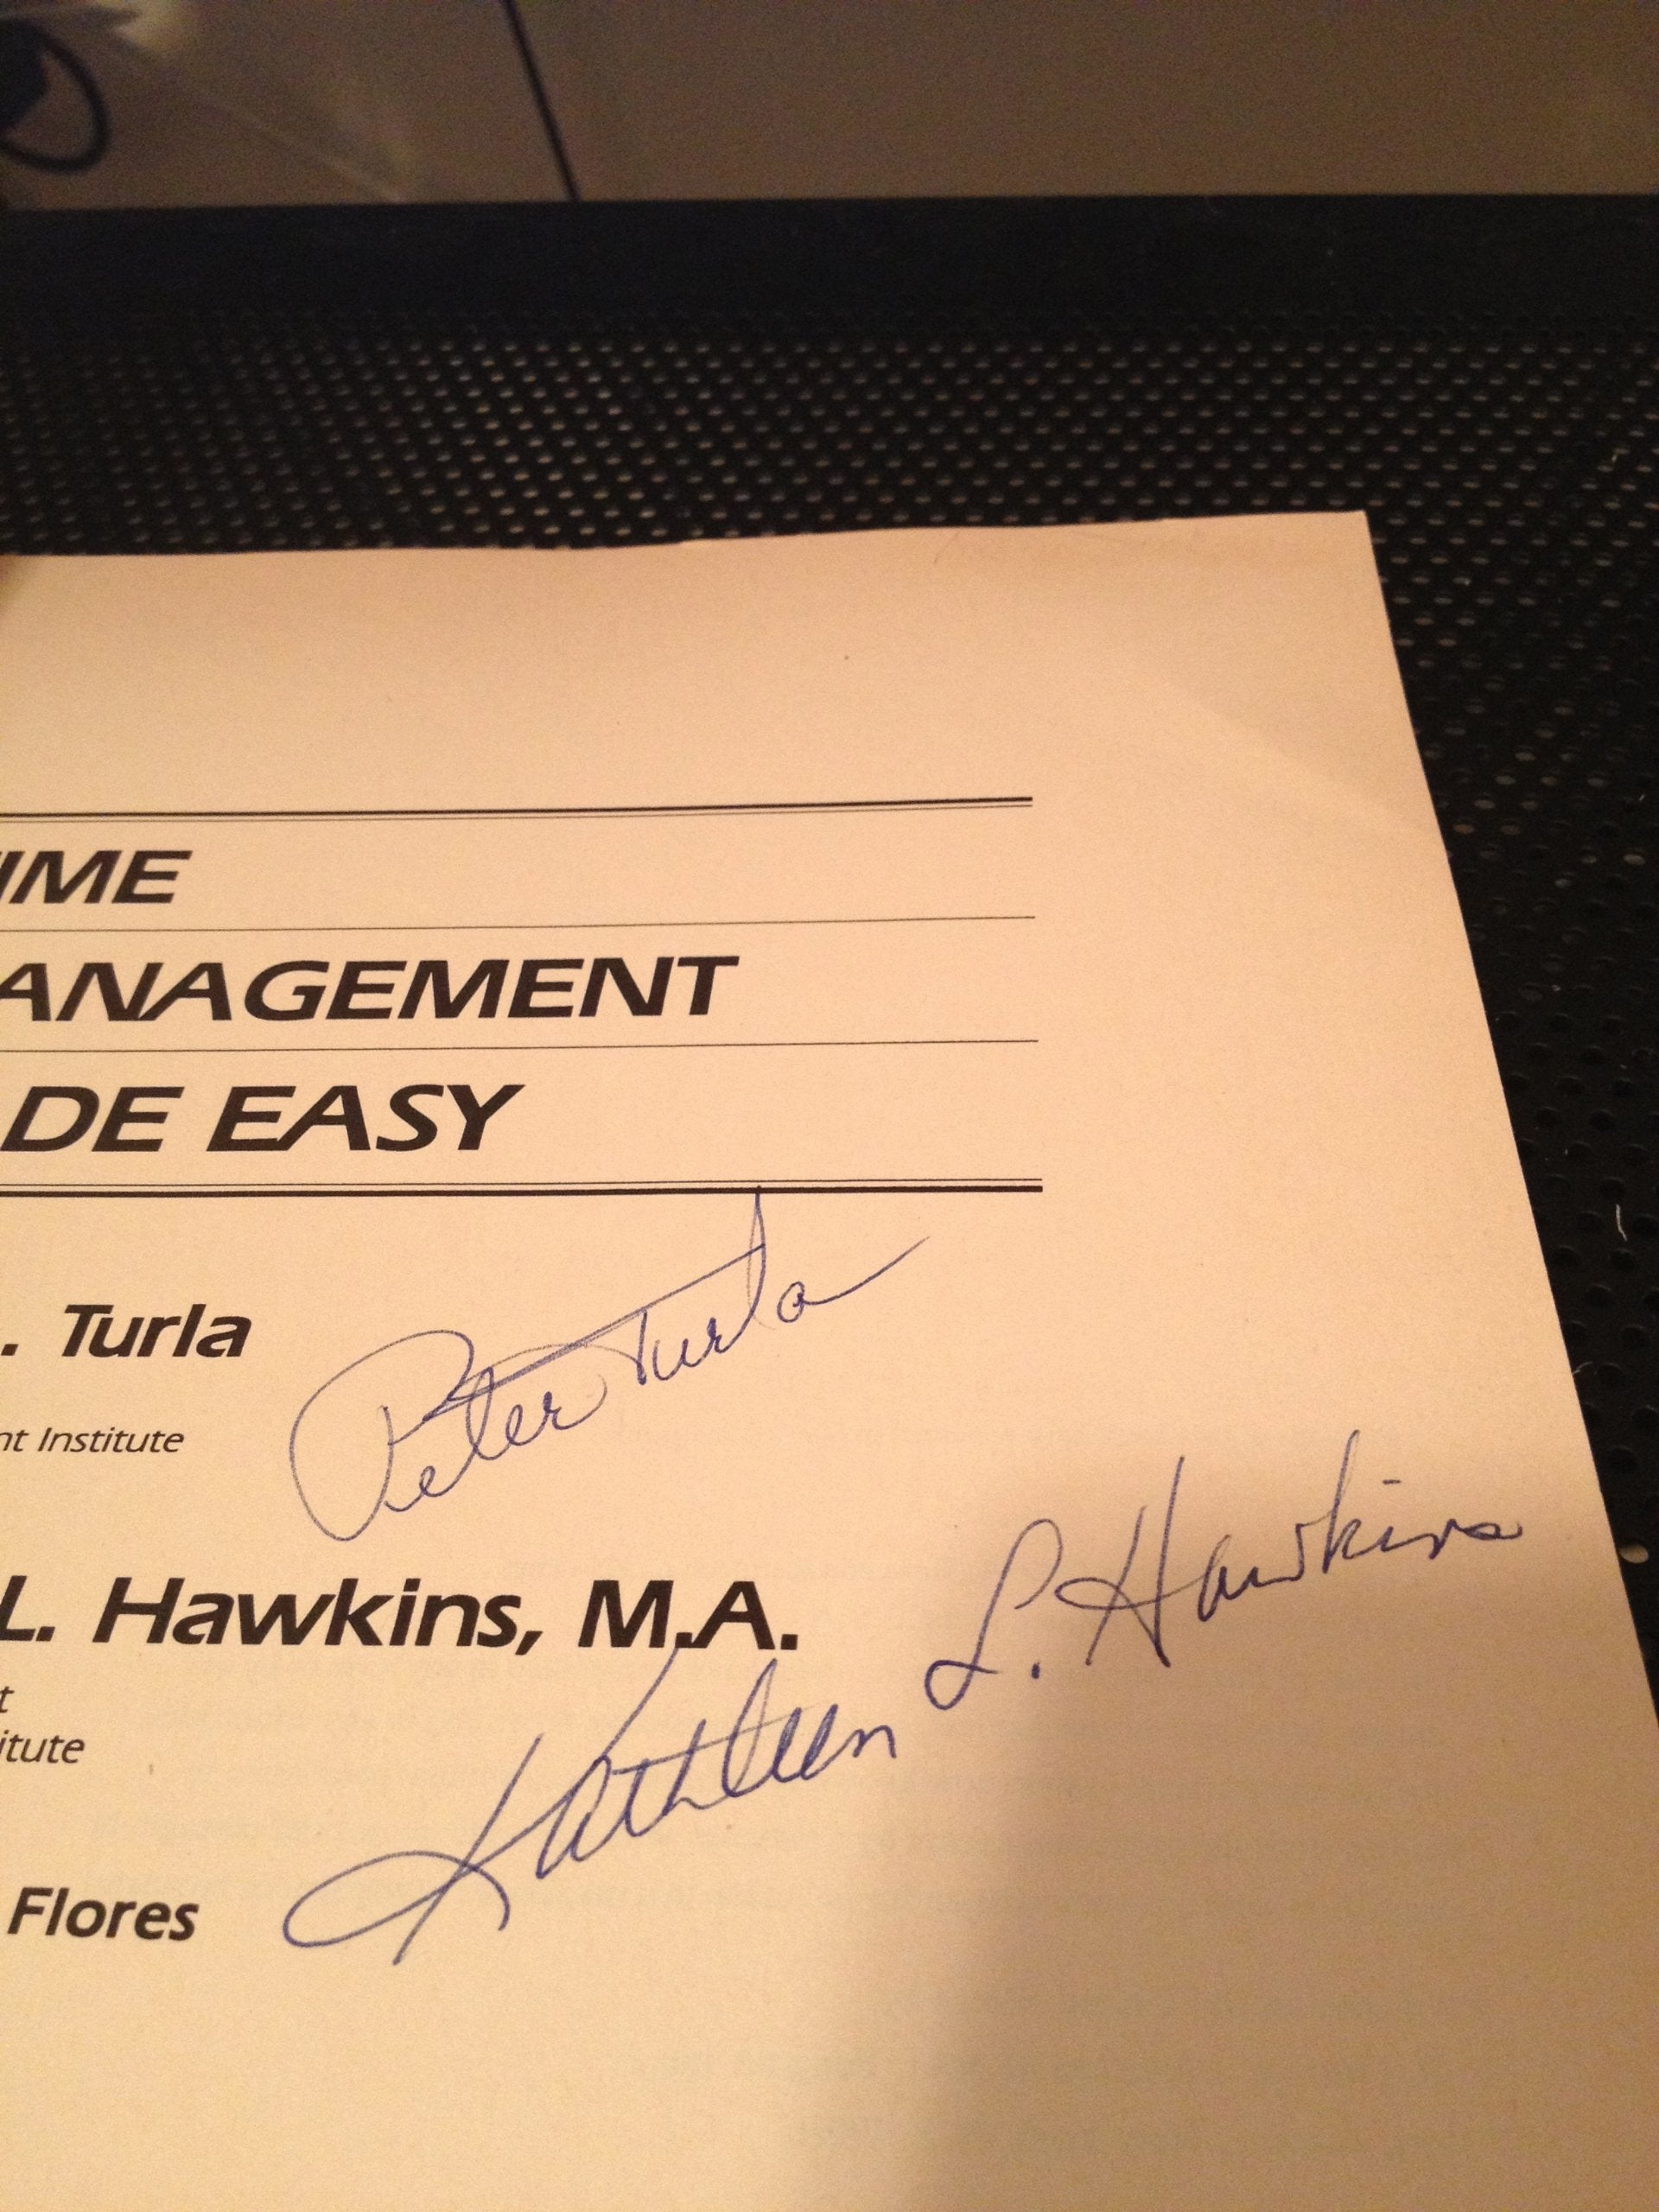 IME
ANAGEMENT
DE EASY
. Turla
Peter Turla
nt Institute
L. Hawkins, M.A.
Kathleen L. Hawkins
t
itute
Flores